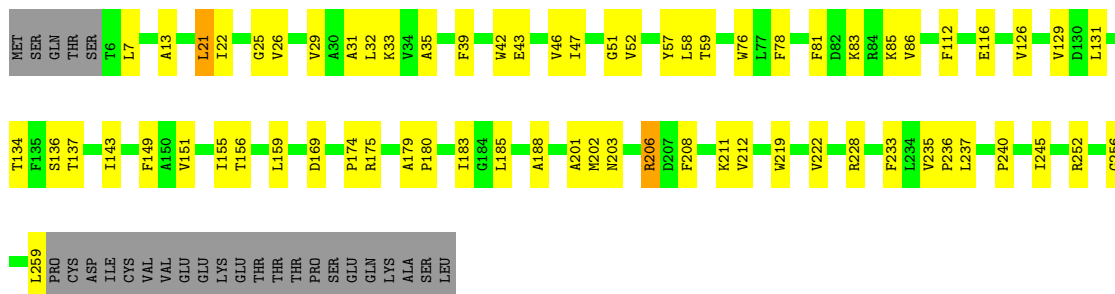 MET SER GLN THR SER T6 L7 A13 L21 I22 G25 V26 V29 A30 A31 L32 K33 V34 A35 F39 W42 E43 V46 I47 G51 V52 Y57 L58 T59 W76 L77 F78 F81 D82 K83 R84 K85 V86 F112 E116 V126 V129 D130 L131
T134 F135 S136 T137 I143 F149 A150 V151 I155 T156 L159 D169 P174 R175 A179 P180 I183 G184 L185 A188 A201 M202 N203 R206 D207 F208 K211 V212 W219 V222 R228 F233 L234 V235 P236 L237 P240 I245 R252
L259 PRO CYS ASP ILE CYS VAL VAL GLU GLU LYS GLU THR THR THR PRO SER GLU GLN LYS ALA SER LEU